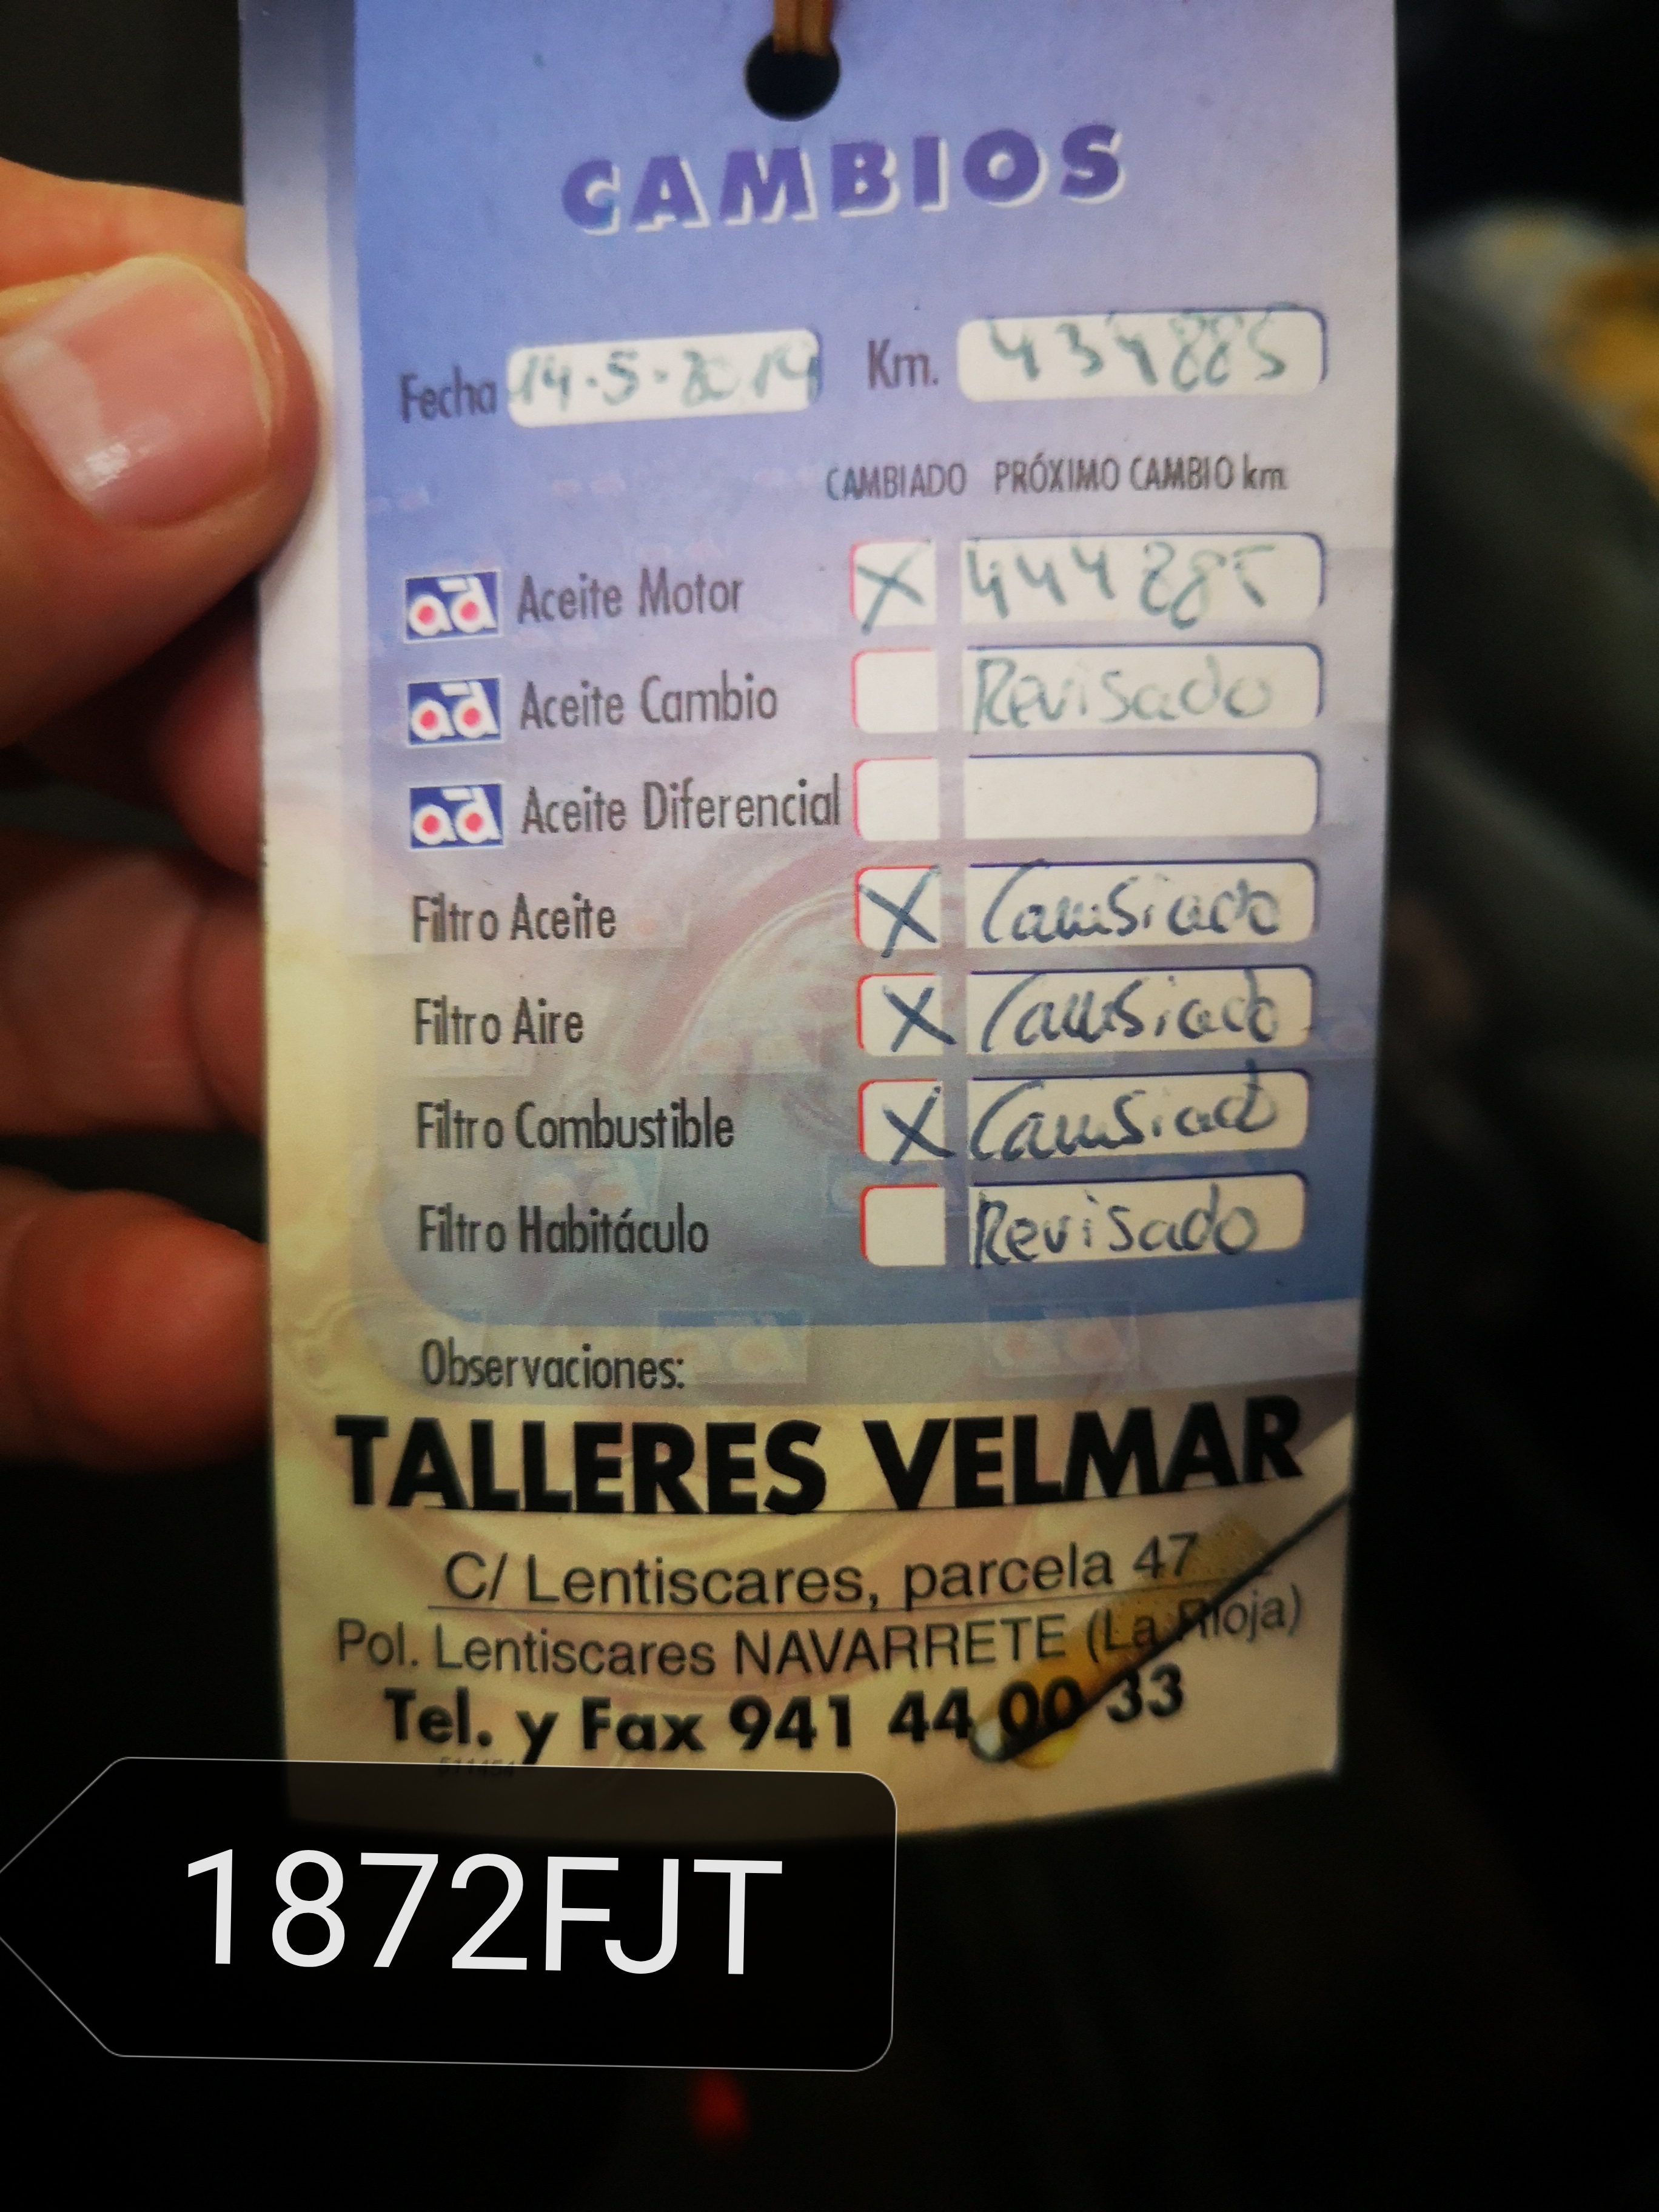 CAMBIOS
Fecha 14-5-2019 Km. 434885
CAMBIADO PRÓXIMO CAMBIO km.
ad Aceite Motor X 444885
ad Aceite Cambio Revisado
ad Aceite Diferencial
Filtro Aceite X Cambiado
Filtro Aire X Cambiado
Filtro Combustible X Cambiado
Filtro Habitáculo Revisado
Observaciones:
TALLERES VELMAR
C/ Lentiscares, parcela 47
Pol. Lentiscares NAVARRETE (La Rioja)
Tel. y Fax 941 44 00 33
1872FJT